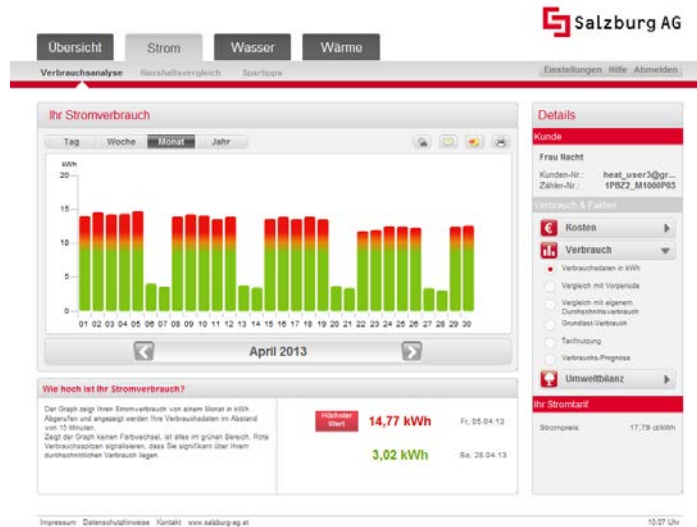 Salzburg AG
Übersicht Strom Wasser Wärme
Verbrauchsanalyse Haushaltsvergleich Spartipps
Einstellungen Hilfe Abmelden
Ihr Stromverbrauch
Tag Woche Monat Jahr
kWh
20
15
10
5
0
01 02 03 04 05 06 07 08 09 10 11 12 13 14 15 16 17 18 19 20 21 22 23 24 25 26 27 28 29 30
April 2013
Wie hoch ist Ihr Stromverbrauch?
Der Graph zeigt Ihren Stromverbrauch von einem Monat in kWh.
Abgerufen und angezeigt werden Ihre Verbrauchsdaten im Abstand
von 15 Minuten.
Zeigt der Graph keinen Farbwechsel, ist alles im grünen Bereich. Rote
Verbrauchsspitzen signalisieren, dass Sie signifikant über Ihrem
durchschnittlichen Verbrauch liegen.
Höchster
Wert
14,77 kWh Fr, 05.04.13
3,02 kWh So, 28.04.13
Details
Kunde
Frau Nacht
Kunden-Nr.: heat_user3@gr...
Zähler-Nr.: 1PBZ2_M1000P03
Verbrauch & Fakten
Kosten
Verbrauch
Verbrauchsdaten in kWh
Vergleich mit Vorperiode
Vergleich mit eigenem
Durchschnittsverbrauch
Grundlast-Verbrauch
Tarifnutzung
Verbrauchs-Prognose
Umweltbilanz
Ihr Stromtarif
Strompreis: 17,79 ct/kWh
Impressum Datenschutzhinweise Kontakt www.salzburg-ag.at
10:07 Uhr